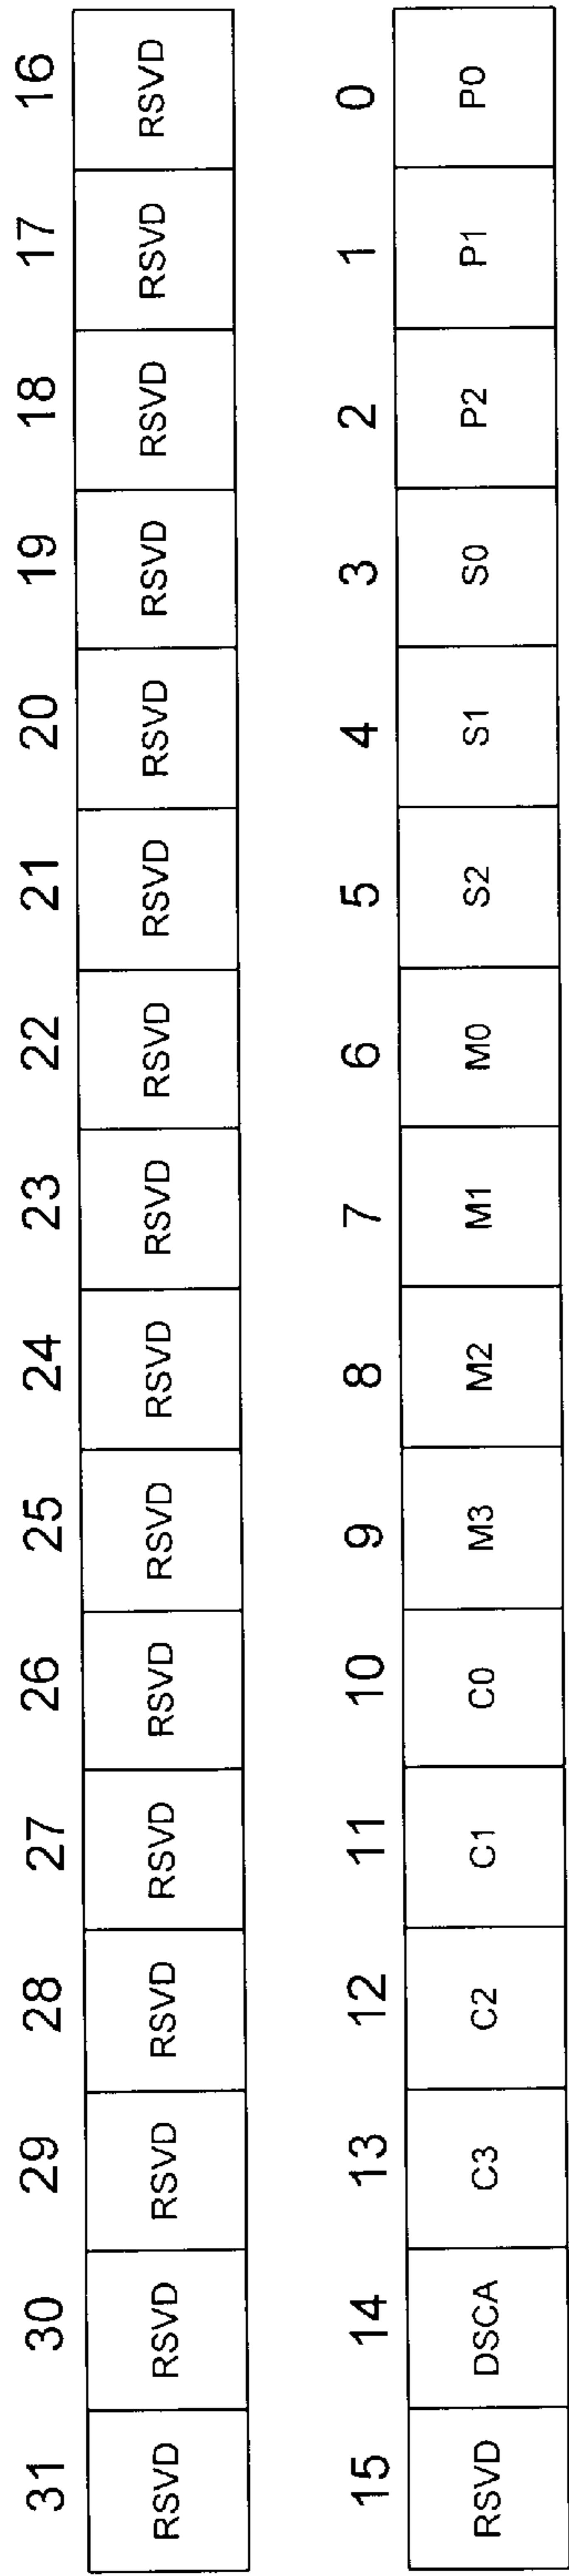 31 30 29 28 27 26 25 24 23 22 21 20 19 18 17 16
RSVD RSVD RSVD RSVD RSVD RSVD RSVD RSVD RSVD RSVD RSVD RSVD RSVD RSVD RSVD RSVD
15 14 13 12 11 10 9 8 7 6 5 4 3 2 1 0
RSVD DSCA C3 C2 C1 C0 M3 M2 M1 M0 S2 S1 S0 P2 P1 P0